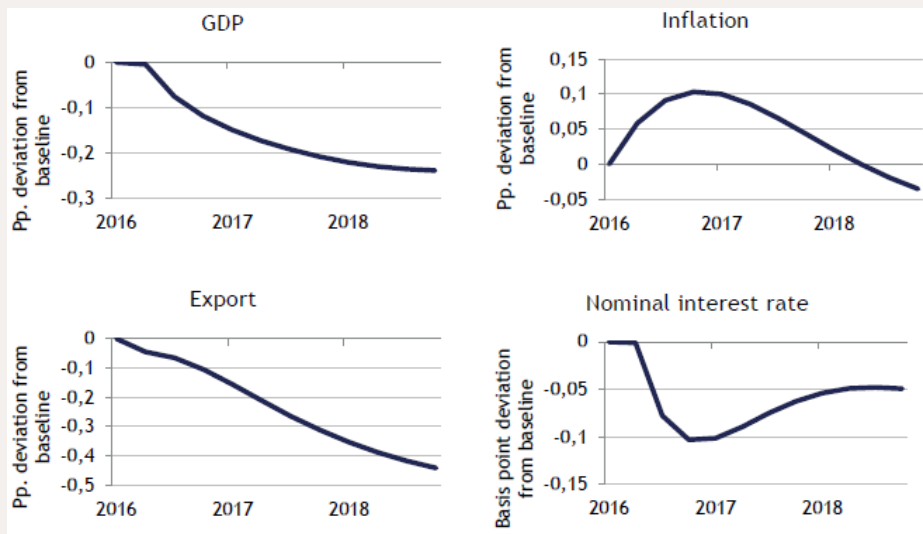 GDP
Pp. deviation from
baseline
0
-0,1
-0,2
-0,3
2016
2017
2018
Inflation
Pp. deviation from
baseline
0,15
0,1
0,05
0
-0,05
2016
2017
2018
Export
Pp. deviation from
baseline
0
-0,1
-0,2
-0,3
-0,4
-0,5
2016
2017
2018
Nominal interest rate
Basis point deviation
from baseline
0
-0,05
-0,1
-0,15
2016
2017
2018